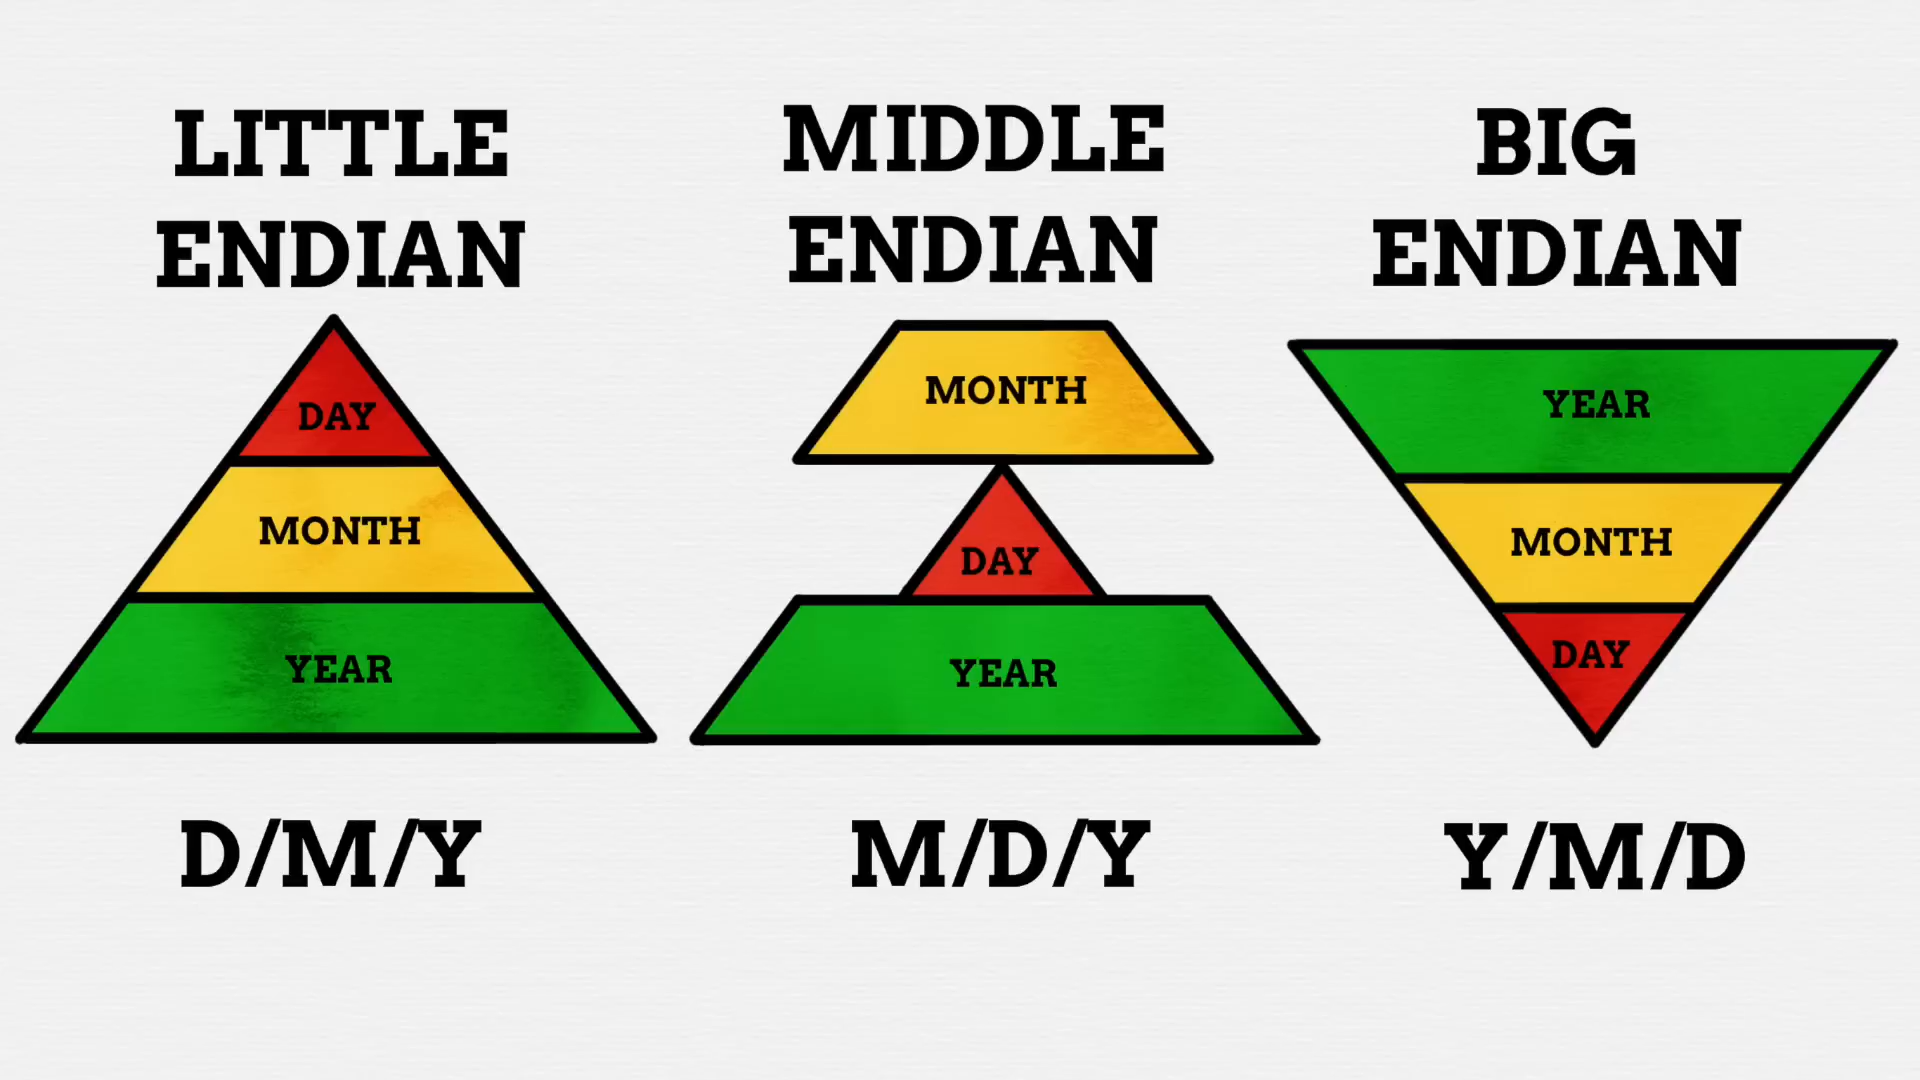 LITTLE
ENDIAN
DAY
MONTH
YEAR
D/M/Y
MIDDLE
ENDIAN
MONTH
DAY
YEAR
M/D/Y
BIG
ENDIAN
YEAR
MONTH
DAY
Y/M/D